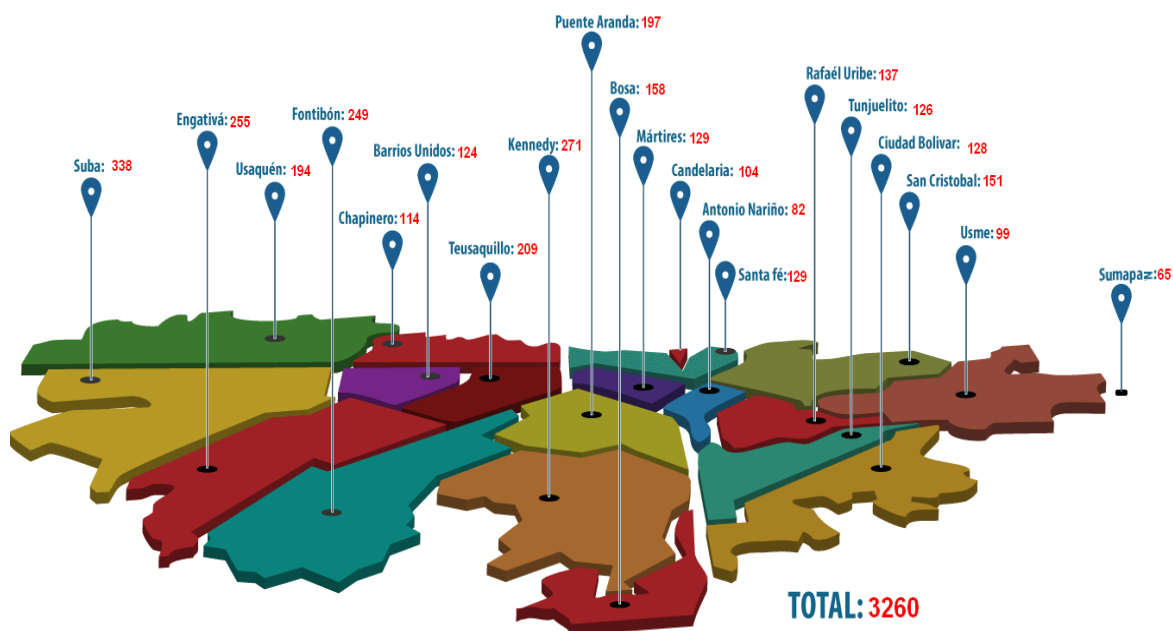 Puente Aranda: 197
Rafaél Uribe: 137
Bosa: 158
Tunjuelito: 126
Fontibón: 249
Engativá: 255
Mártires: 129
Ciudad Bolivar: 128
Kennedy: 271
Barrios Unidos: 124
Suba: 338
Usaquén: 194
Candelaria: 104
San Cristobal: 151
Antonio Nariño: 82
Chapinero: 114
Usme: 99
Teusaquillo: 209
Santa fé: 129
Sumapaz: 65
TOTAL: 3260